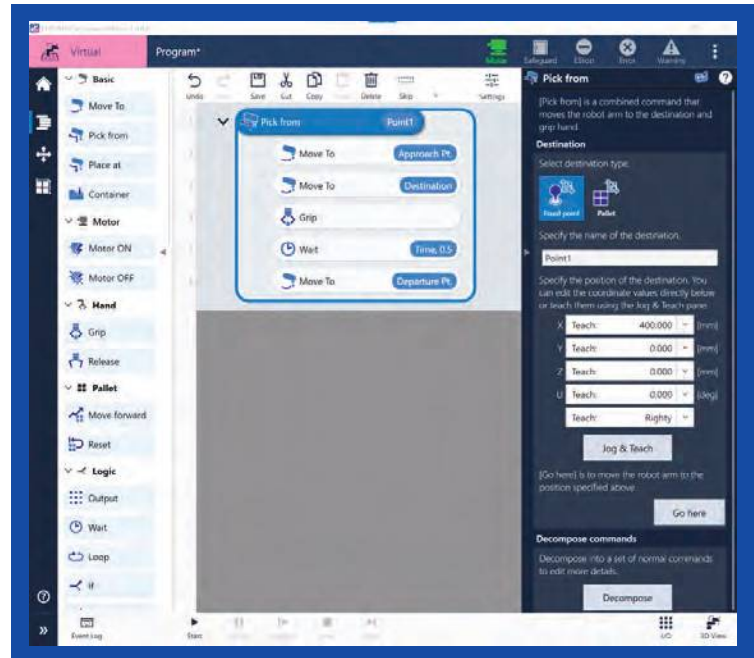 Virtual
Program*
Move
Safeguard
EStop
Error
Warning
Basic
Move To
Pick from
Place at
Container
Motor
Motor ON
Motor OFF
Hand
Grip
Release
Pallet
Move forward
Reset
Logic
Output
Wait
Loop
If
Event Log
Undo
Save
Cut
Copy
Delete
Skip
Settings
Pick from Point1
Move To Approach Pt.
Move To Destination
Grip
Wait Time, 0.5
Move To Departure Pt.
Start
Pick from
[Pick from] is a combined command that
moves the robot arm to the destination and
grip hand.
Destination
Select destination type.
Fixed point Pallet
Specify the name of the destination.
Point1
Specify the position of the destination. You
can edit the coordinate values directly below
or teach them using the Jog & Teach pane.
X Teach: 400.000 [mm]
Y Teach: 0.000 [mm]
Z Teach: 0.000 [mm]
U Teach: 0.000 [deg]
Teach: Righty
Jog & Teach
[Go here] is to move the robot arm to the
position specified above.
Go here
Decompose commands
Decompose into a set of normal commands
to edit more details.
Decompose
I/O
3D View